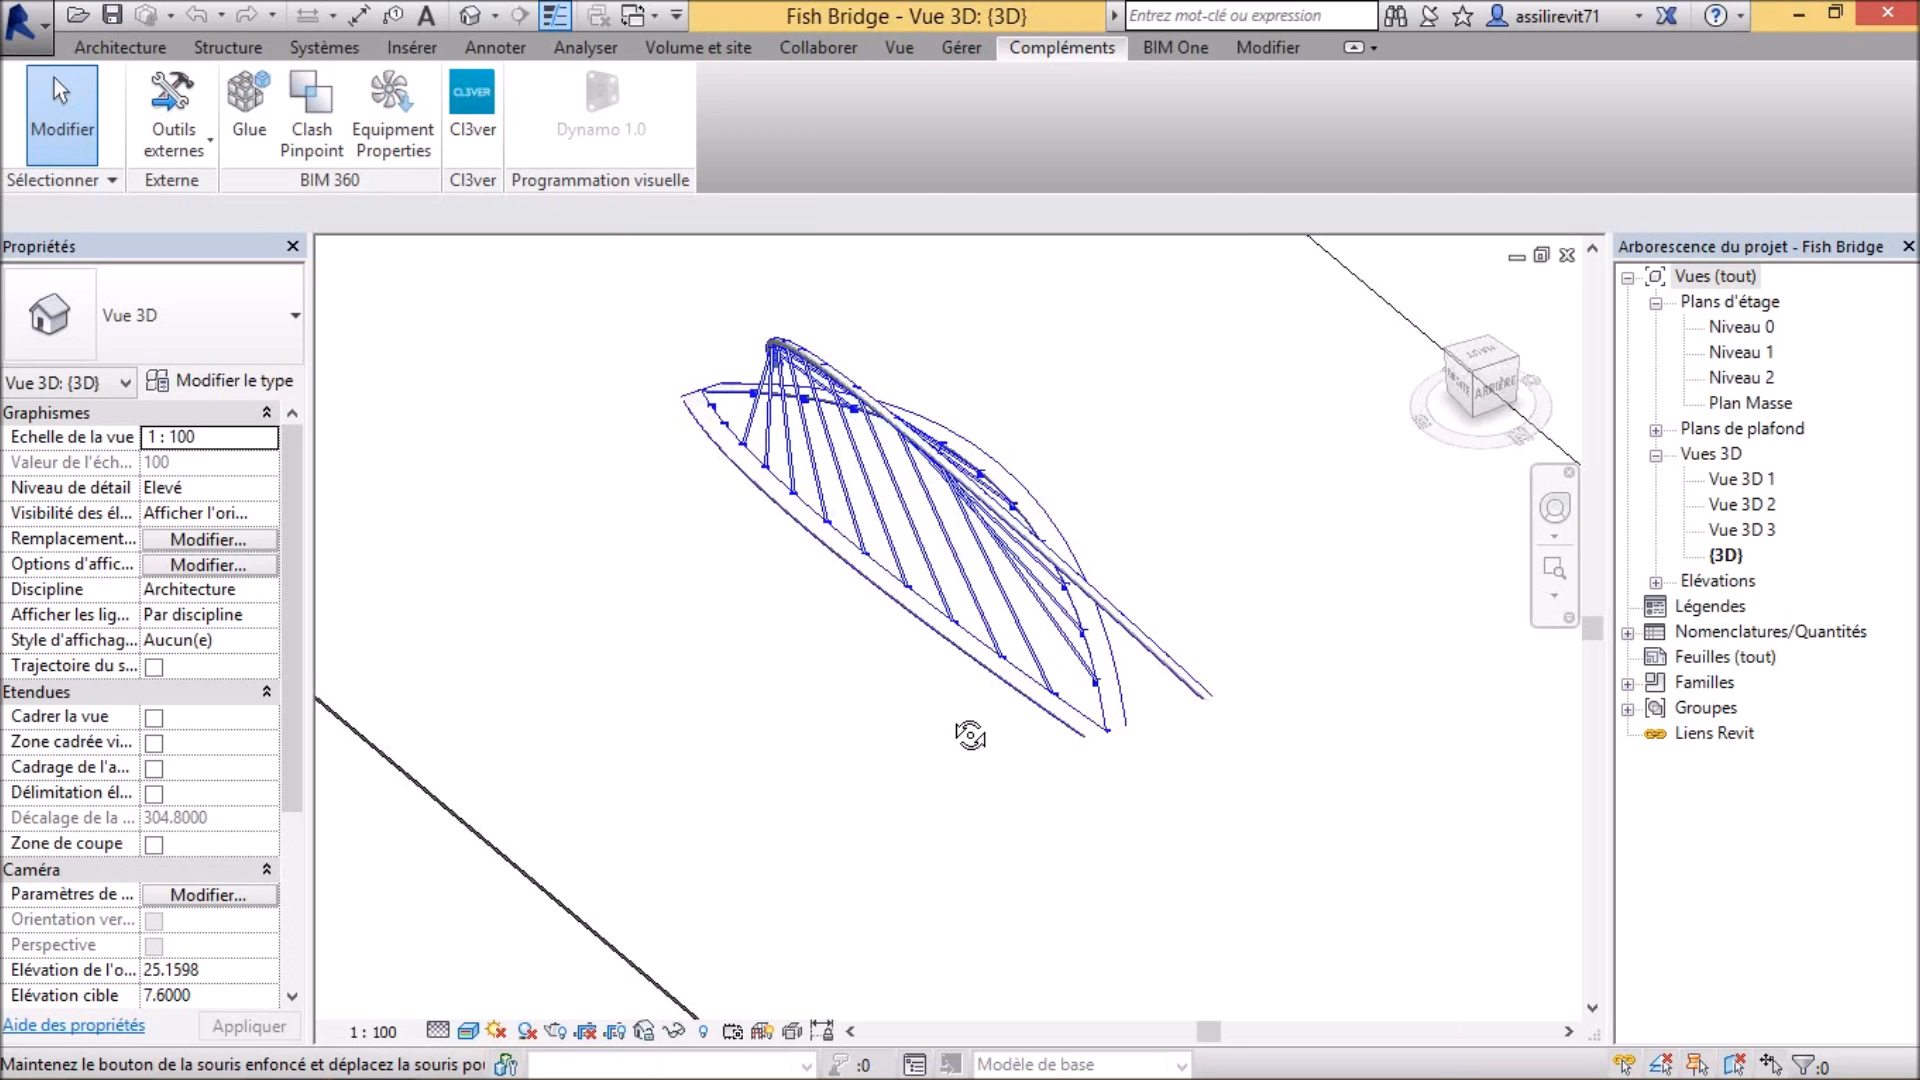 Fish Bridge - Vue 3D: {3D}
Entrez mot-clé ou expression
assilirevit71
Architecture Structure Systèmes Insérer Annoter Analyser Volume et site Collaborer Vue Gérer Compléments BIM One Modifier
Modifier
Outils externes
Glue
Clash Pinpoint
Equipment Properties
CL3VER
Cl3ver
Dynamo 1.0
Sélectionner Externe BIM 360 Cl3ver Programmation visuelle
Propriétés
Vue 3D
Vue 3D: {3D} Modifier le type
Graphismes
Echelle de la vue 1 : 100
Valeur de l'éch... 100
Niveau de détail Elevé
Visibilité des él... Afficher l'ori...
Remplacement... Modifier...
Options d'affic... Modifier...
Discipline Architecture
Afficher les lig... Par discipline
Style d'affichag... Aucun(e)
Trajectoire du s...
Etendues
Cadrer la vue
Zone cadrée vi...
Cadrage de l'a...
Délimitation él...
Décalage de la ... 304.8000
Zone de coupe
Caméra
Paramètres de ... Modifier...
Orientation ver...
Perspective
Elévation de l'o... 25.1598
Elévation cible 7.6000
Aide des propriétés Appliquer
HAUT
ARRIÈRE
1 : 100
Arborescence du projet - Fish Bridge
Vues (tout)
Plans d'étage
Niveau 0
Niveau 1
Niveau 2
Plan Masse
Plans de plafond
Vues 3D
Vue 3D 1
Vue 3D 2
Vue 3D 3
{3D}
Elévations
Légendes
Nomenclatures/Quantités
Feuilles (tout)
Familles
Groupes
Liens Revit
Maintenez le bouton de la souris enfoncé et déplacez la souris po
:0
Modèle de base
:0